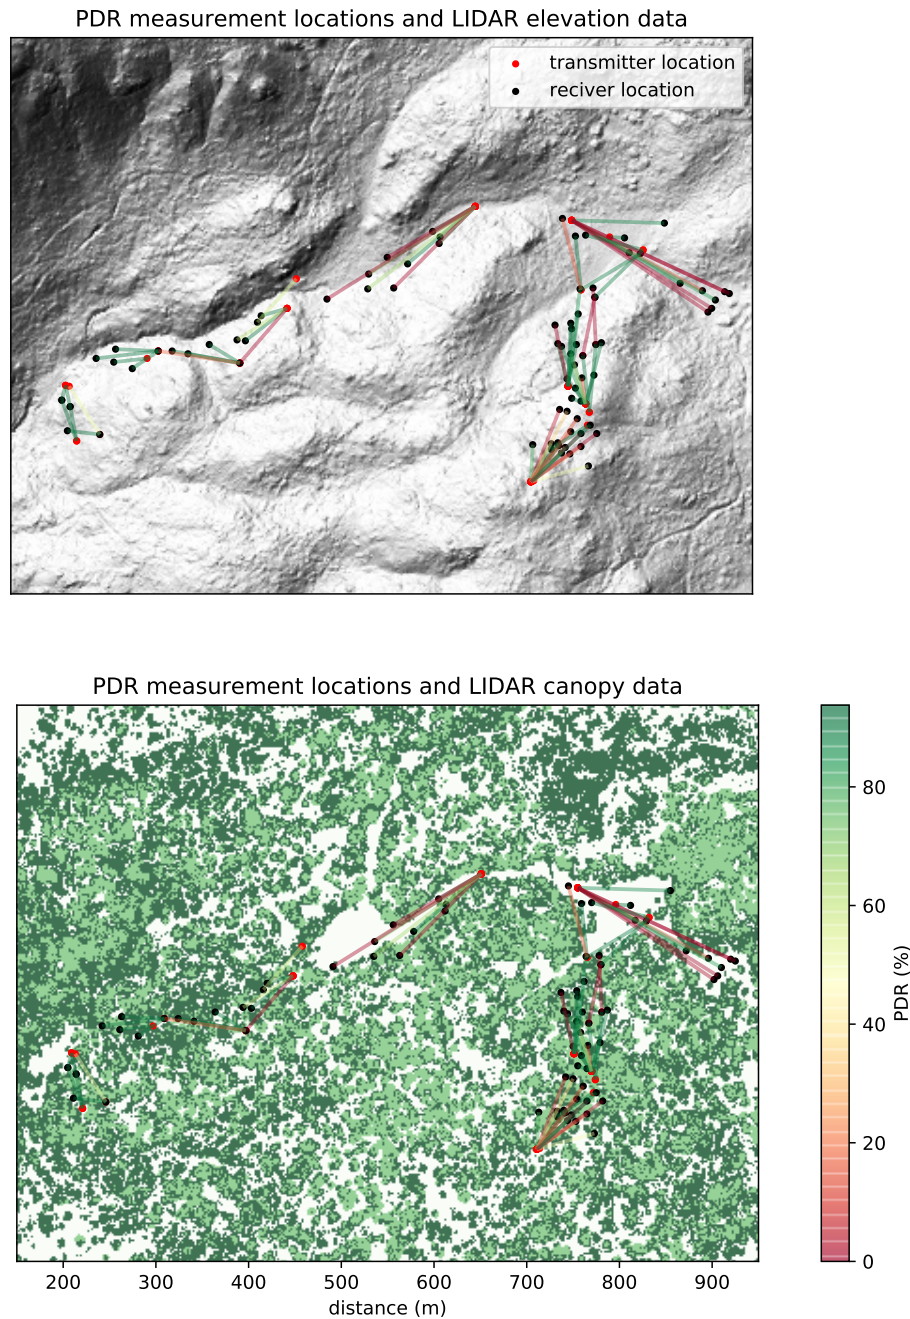 PDR measurement locations and LIDAR elevation data
transmitter location
reciver location
PDR measurement locations and LIDAR canopy data
80
60
40
20
0
PDR (%)
200 300 400 500 600 700 800 900
distance (m)